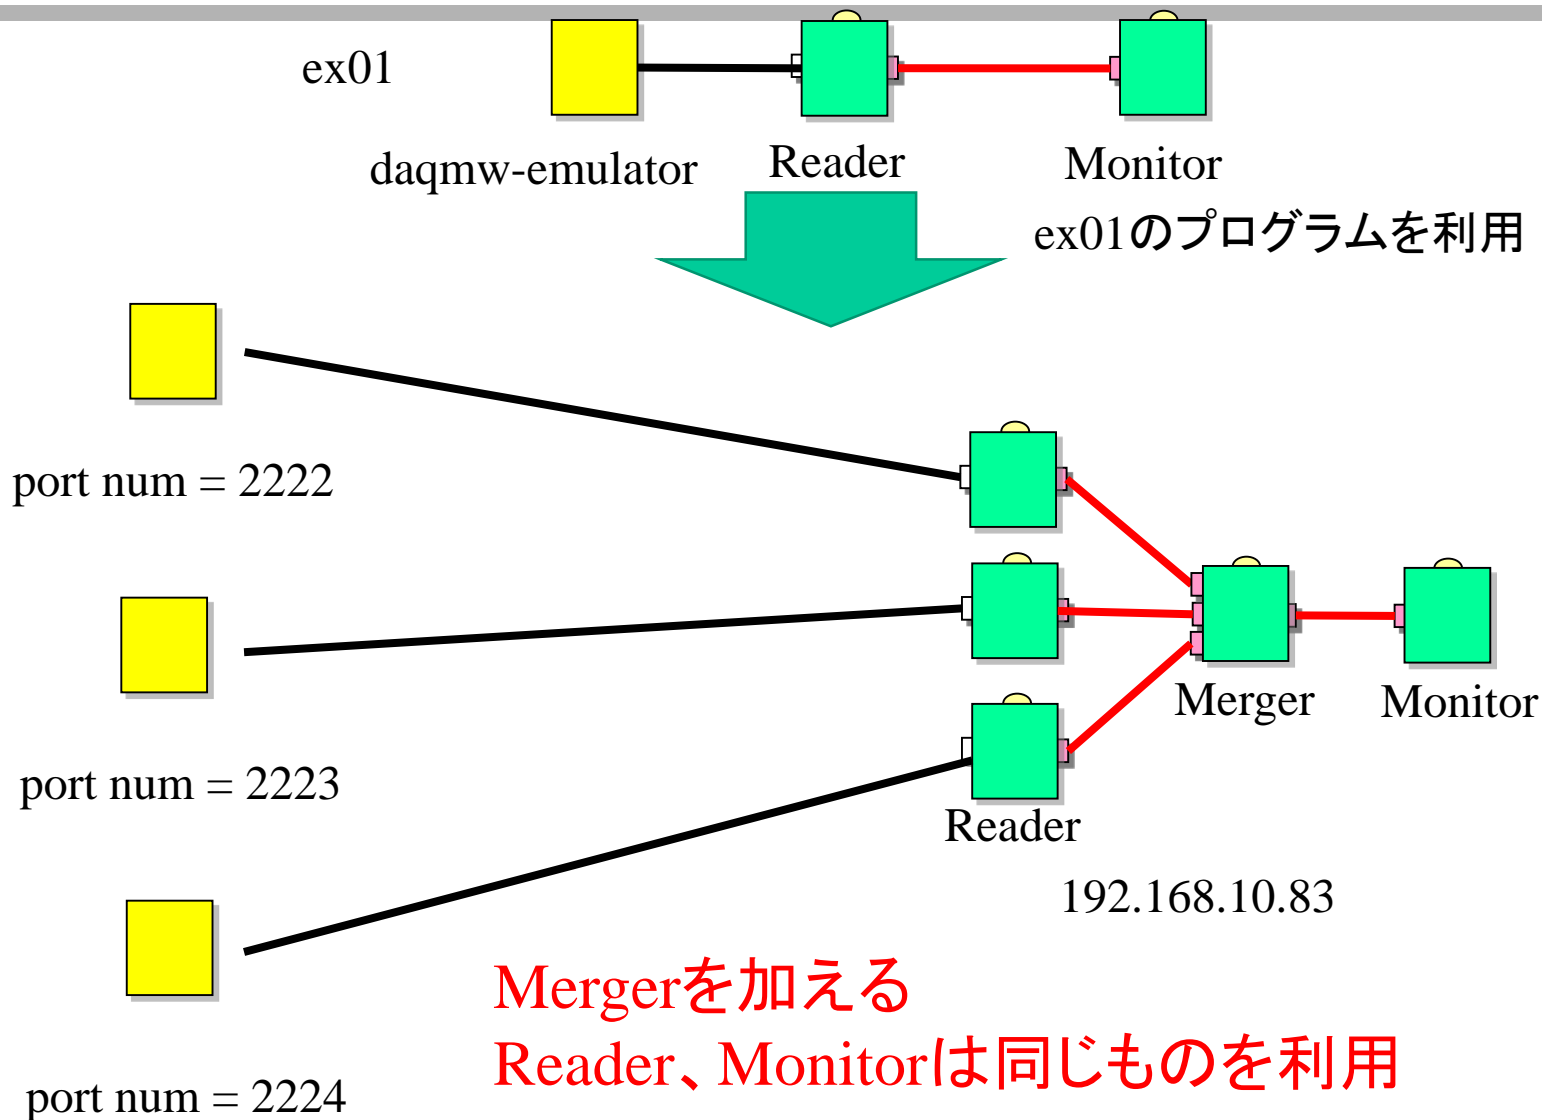 ex01
daqmw-emulator
Reader
Monitor
ex01のプログラムを利用
port num = 2222
port num = 2223
Merger
Monitor
Reader
192.168.10.83
Mergerを加える
Reader、Monitorは同じものを利用
port num = 2224